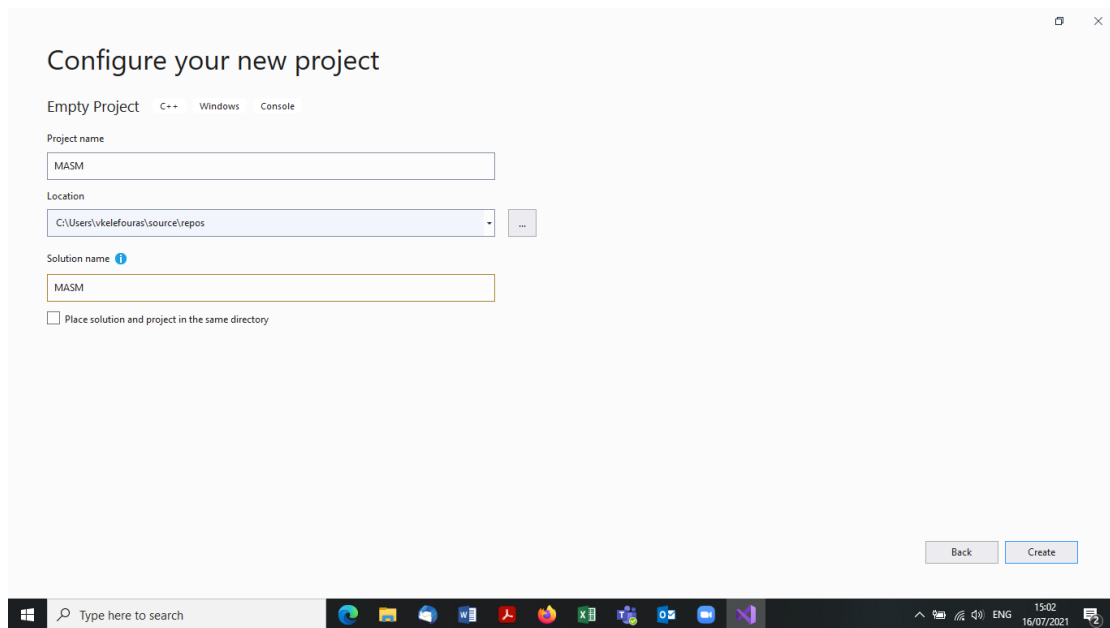 Configure your new project
Empty Project C++ Windows Console
Project name
MASM
Location
C:\Users\vkelefouras\source\repos
...
Solution name
MASM
Place solution and project in the same directory
Back
Create
Type here to search
ENG
15:02
16/07/2021
2